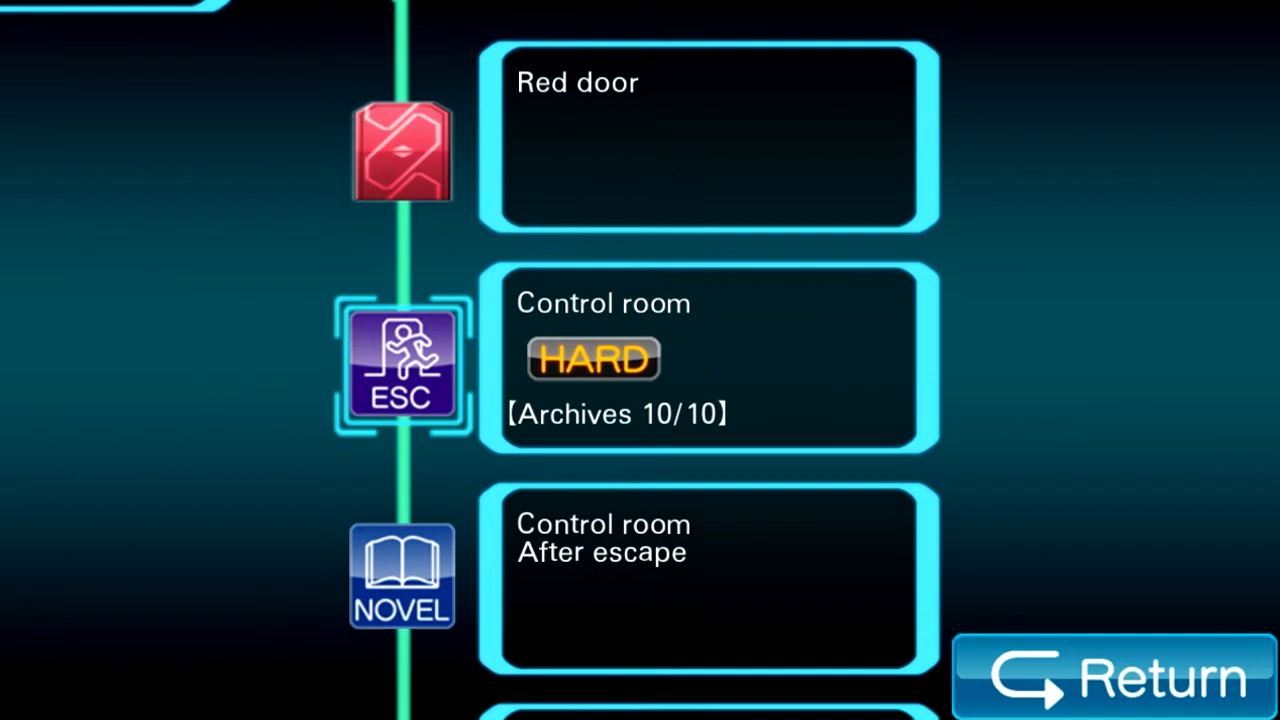 Red door
Control room
HARD
ESC
【Archives 10/10】
Control room
After escape
NOVEL
Return